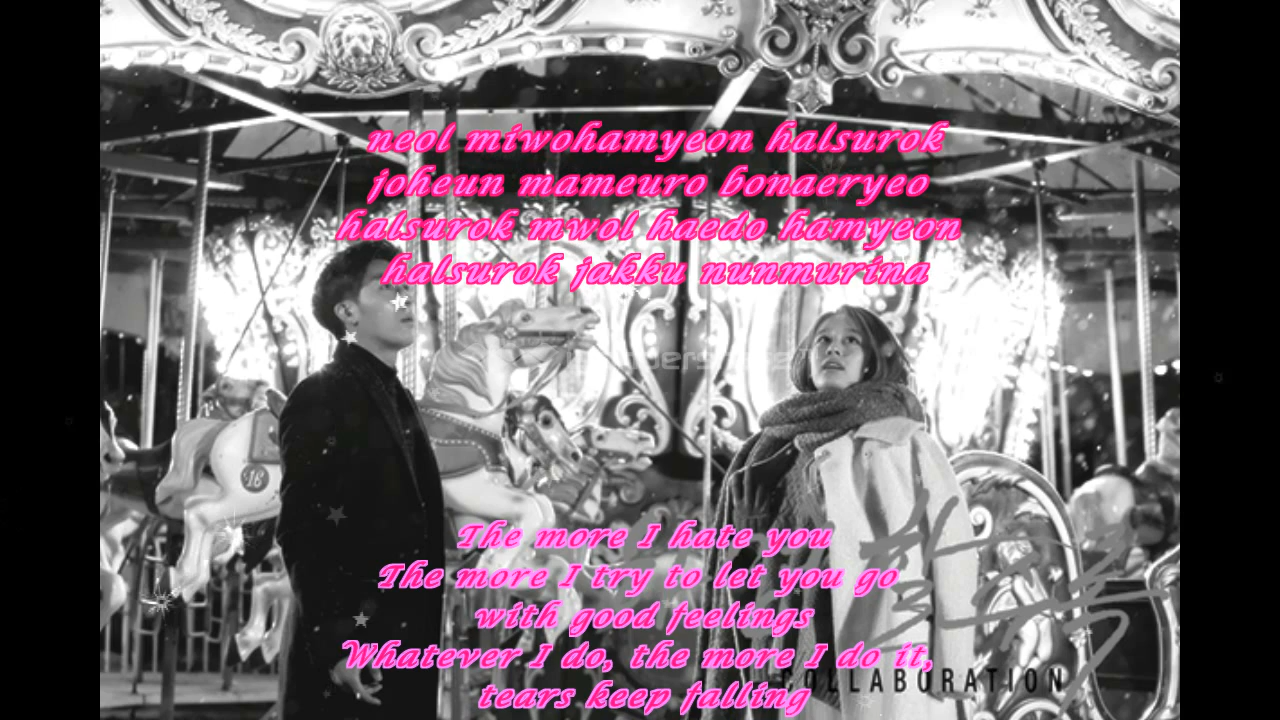 neol miwohamyeon halsurok
joheun mameuro bonaeryeo
halsurok mwol haedo hamyeon
halsurok jakku nunmurina
18
The more I hate you
The more I try to let you go
with good feelings
Whatever I do, the more I do it,
tears keep falling
COLLABORATION